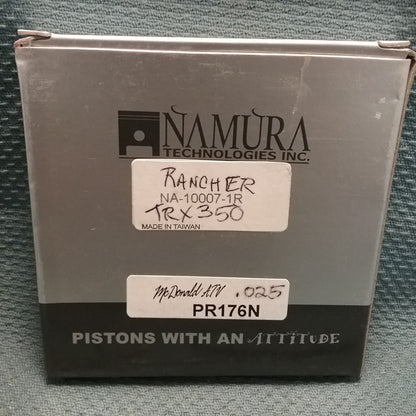 NAMURA
TECHNOLOGIES INC.
RANCHER
NA-10007-1R
TRX350
MADE IN TAIWAN
McDonald ATV .025
PR176N
PISTONS WITH AN ATTITUDE